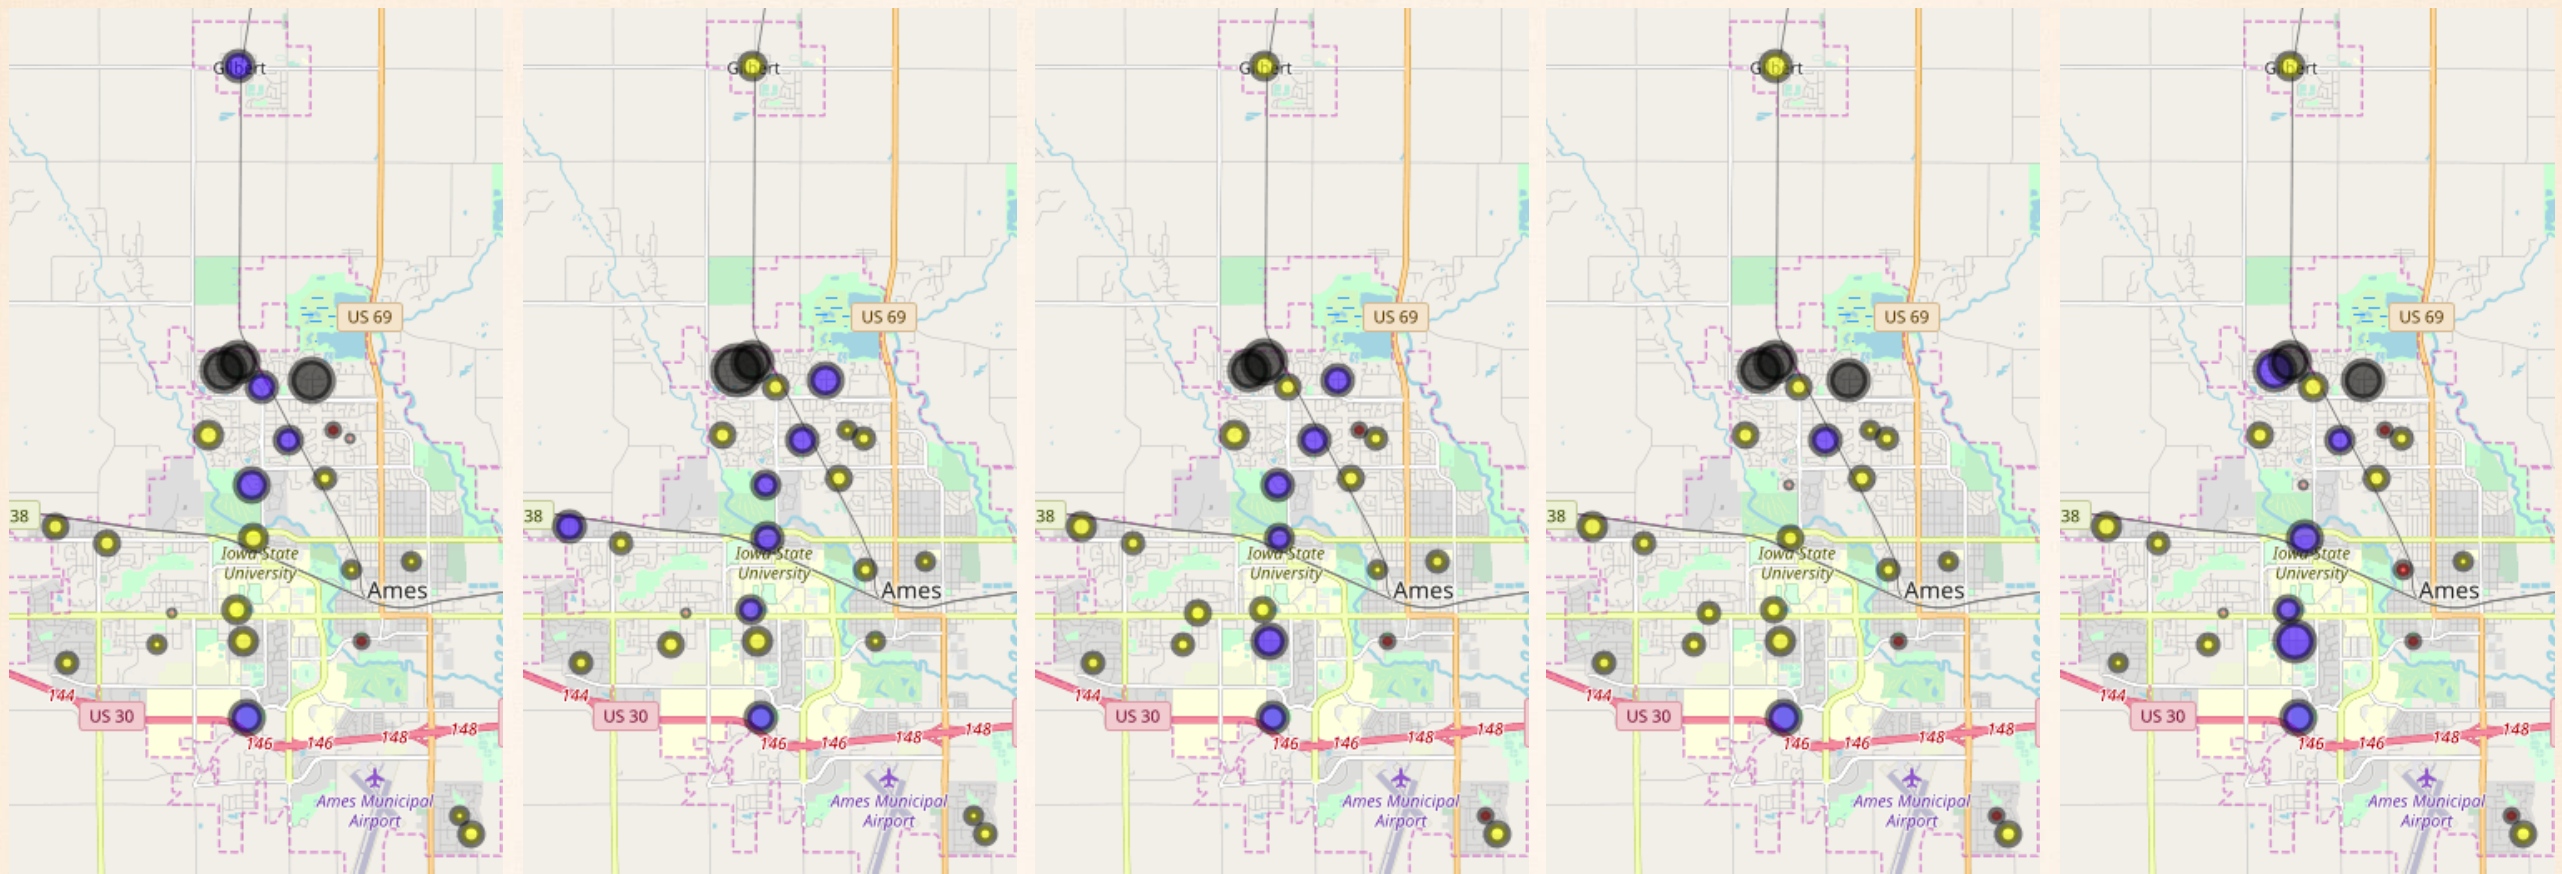 Gilbert
US 69
38
Iowa State
University
Ames
144
US 30
146
146
148
148
Ames Municipal
Airport
Gilbert
US 69
38
Iowa State
University
Ames
144
US 30
146
146
148
148
Ames Municipal
Airport
Gilbert
US 69
38
Iowa State
University
Ames
144
US 30
146
146
148
148
Ames Municipal
Airport
Gilbert
US 69
38
Iowa State
University
Ames
144
US 30
146
146
148
148
Ames Municipal
Airport
Gilbert
US 69
38
Iowa State
University
Ames
144
US 30
146
146
148
148
Ames Municipal
Airport